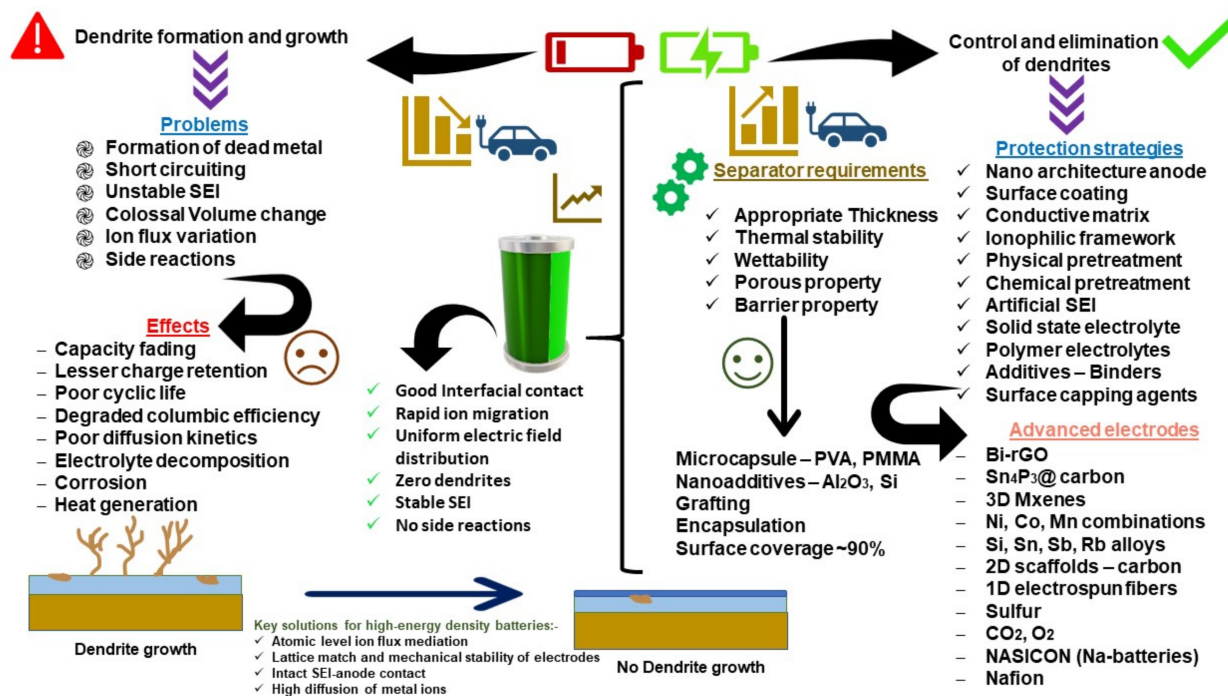 Dendrite formation and growth
Problems
Formation of dead metal
Short circuiting
Unstable SEI
Colossal Volume change
Ion flux variation
Side reactions
Effects
– Capacity fading
– Lesser charge retention
– Poor cyclic life
– Degraded columbic efficiency
– Poor diffusion kinetics
– Electrolyte decomposition
– Corrosion
– Heat generation
Dendrite growth
✓ Good Interfacial contact
✓ Rapid ion migration
✓ Uniform electric field
distribution
✓ Zero dendrites
✓ Stable SEI
✓ No side reactions
Key solutions for high-energy density batteries:-
✓ Atomic level ion flux mediation
✓ Lattice match and mechanical stability of electrodes
✓ Intact SEI-anode contact
✓ High diffusion of metal ions
Separator requirements
✓ Appropriate Thickness
✓ Thermal stability
✓ Wettability
✓ Porous property
✓ Barrier property
Microcapsule – PVA, PMMA
Nanoadditives – Al₂O₃, Si
Grafting
Encapsulation
Surface coverage ~90%
No Dendrite growth
Control and elimination
of dendrites
Protection strategies
✓ Nano architecture anode
✓ Surface coating
✓ Conductive matrix
✓ Ionophilic framework
✓ Physical pretreatment
✓ Chemical pretreatment
✓ Artificial SEI
✓ Solid state electrolyte
✓ Polymer electrolytes
✓ Additives – Binders
✓ Surface capping agents
Advanced electrodes
– Bi-rGO
– Sn₄P₃@ carbon
– 3D Mxenes
– Ni, Co, Mn combinations
– Si, Sn, Sb, Rb alloys
– 2D scaffolds – carbon
– 1D electrospun fibers
– Sulfur
– CO₂, O₂
– NASICON (Na-batteries)
– Nafion